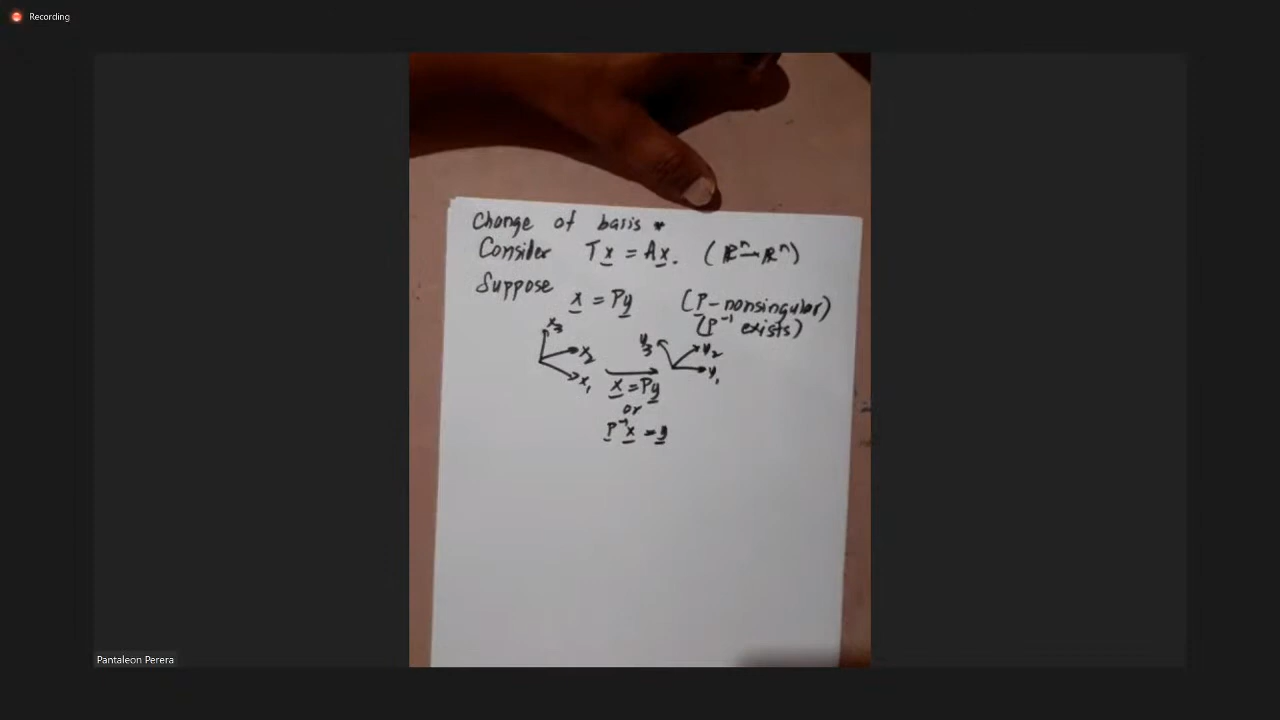 Recording
Change of basis *
Consider Tx = Ax. (ℝⁿ→ℝⁿ)
Suppose
x = Py (P-nonsingular)
(P⁻¹ exists)
x₃ x₂ x₁
y₃ y₂ y₁
x = Py
or
P⁻¹x = y
Pantaleon Perera